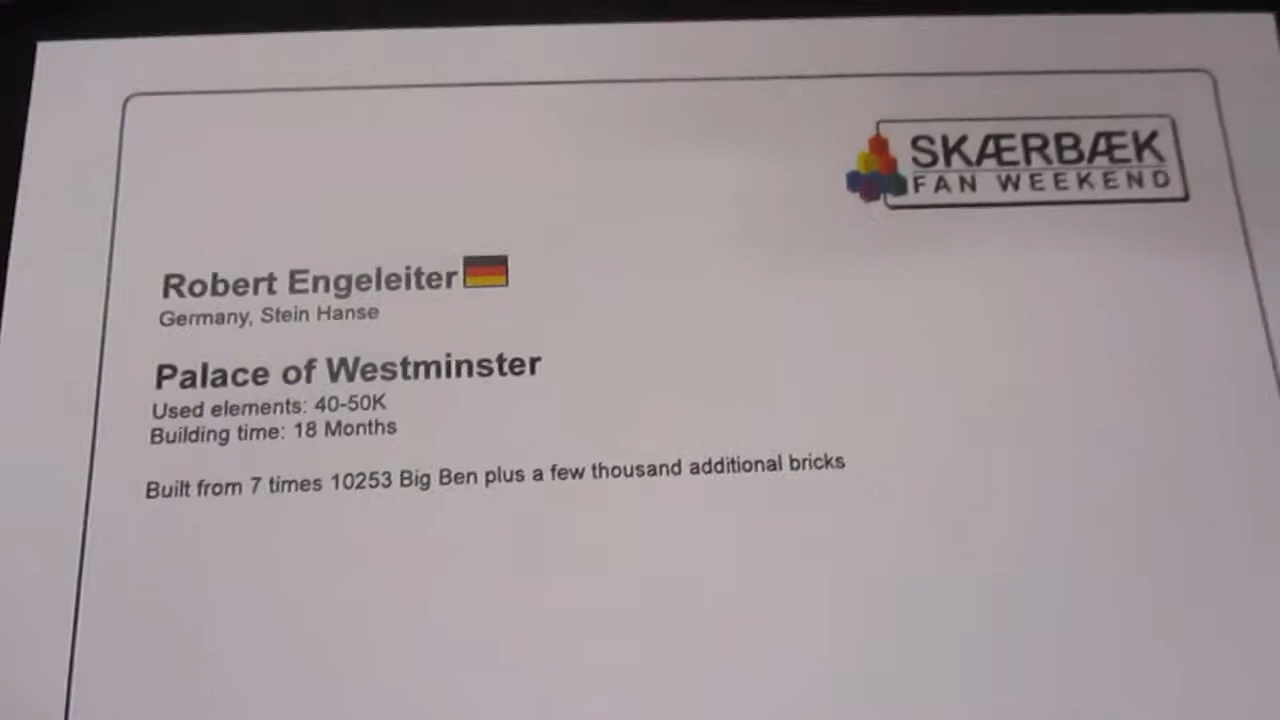 SKÆRBÆK
FAN WEEKEND
Robert Engeleiter
Germany, Stein Hanse
Palace of Westminster
Used elements: 40-50K
Building time: 18 Months
Built from 7 times 10253 Big Ben plus a few thousand additional bricks